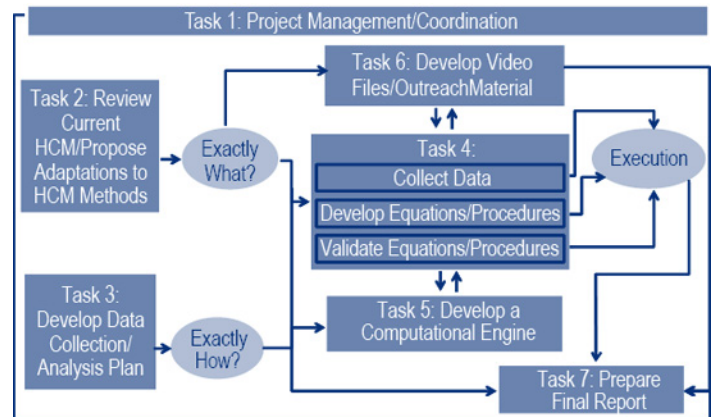 Task 1: Project Management/Coordination
Task 6: Develop Video
Files/OutreachMaterial
Task 2: Review
Current
HCM/Propose
Adaptations to
HCM Methods
Exactly
What?
Task 4:
Collect Data
Develop Equations/Procedures
Validate Equations/Procedures
Execution
Task 3:
Develop Data
Collection/
Analysis Plan
Exactly
How?
Task 5: Develop a
Computational Engine
Task 7: Prepare
Final Report